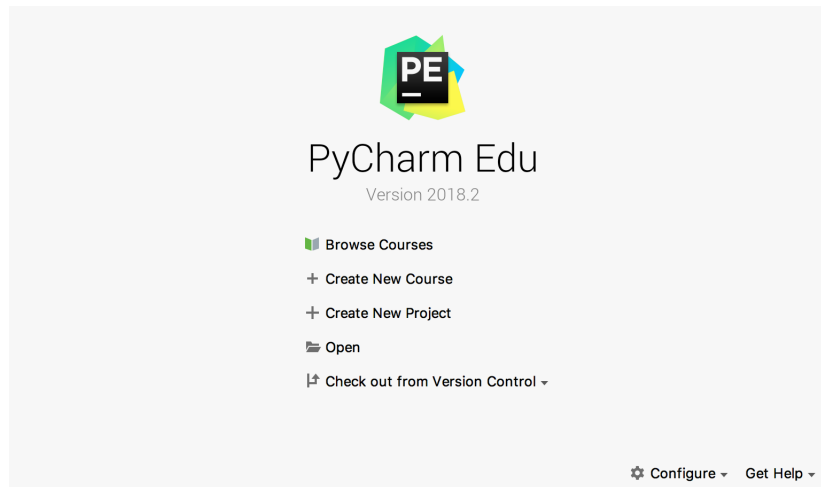 PE
PyCharm Edu
Version 2018.2
Browse Courses
Create New Course
Create New Project
Open
Check out from Version Control
Configure Get Help